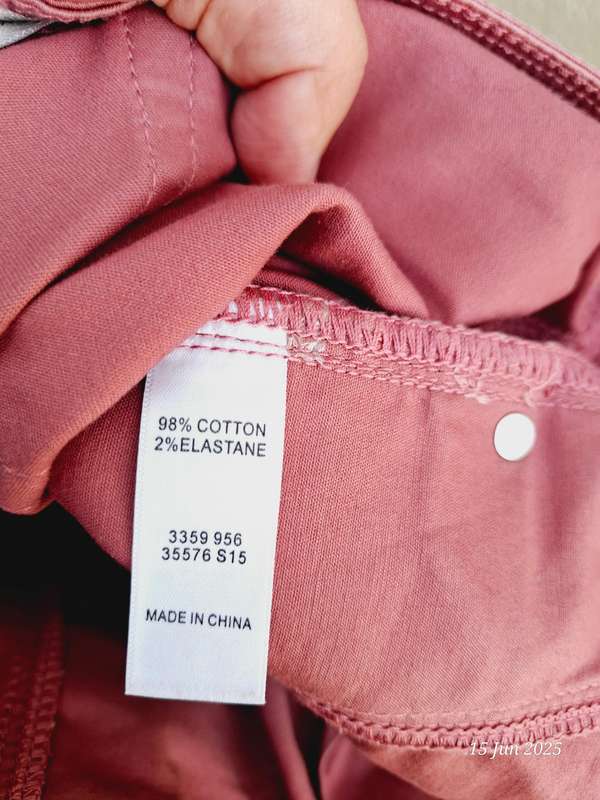 98% COTTON
2%ELASTANE
3359 956
35576 S15
MADE IN CHINA
15 Jun 2025